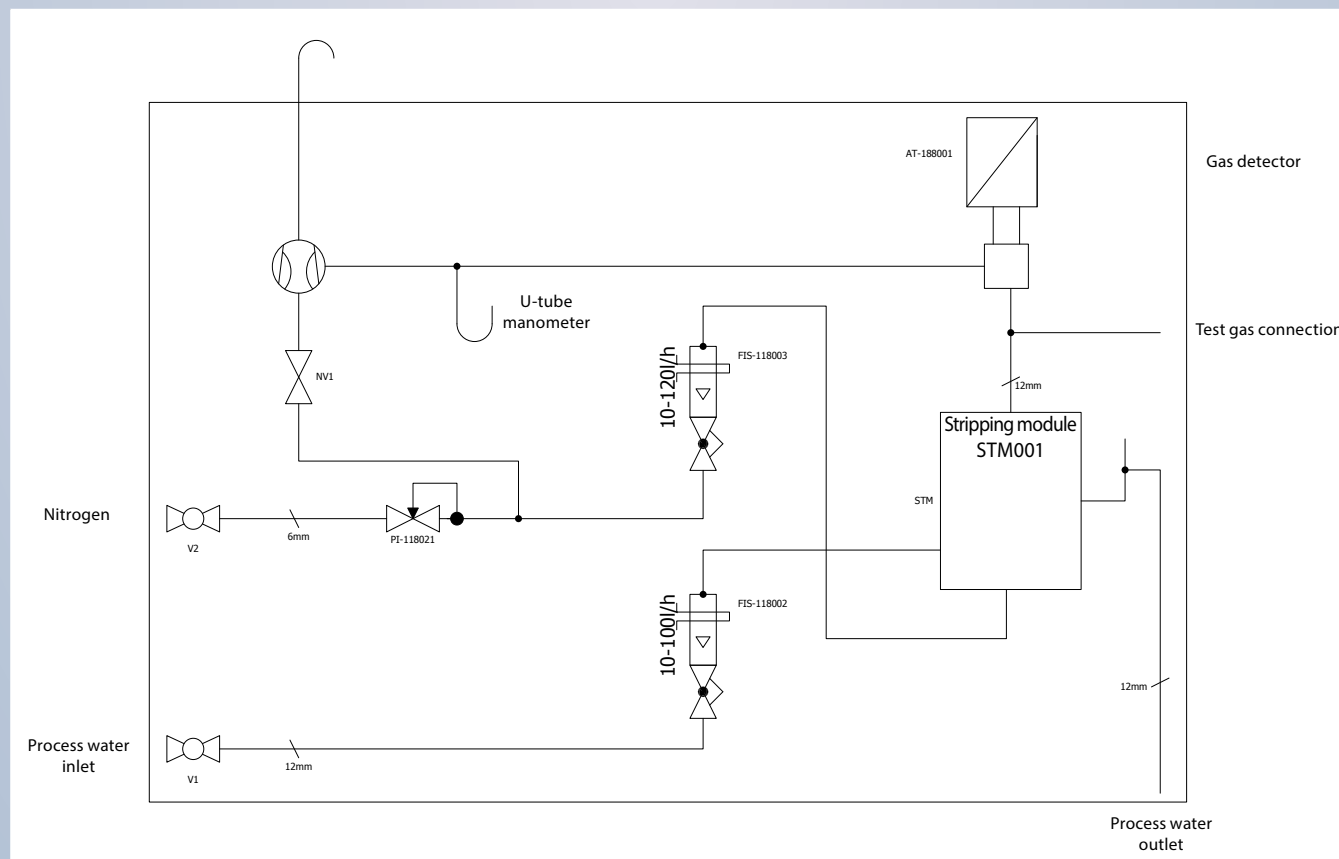 AT-188001
Gas detector
U-tube
manometer
Test gas connection
10-120l/h
FIS-118003
NV1
12mm
Stripping module
STM001
STM
Nitrogen
V2
6mm
PI-118021
10-100l/h
FIS-118002
12mm
Process water
inlet
V1
12mm
Process water
outlet